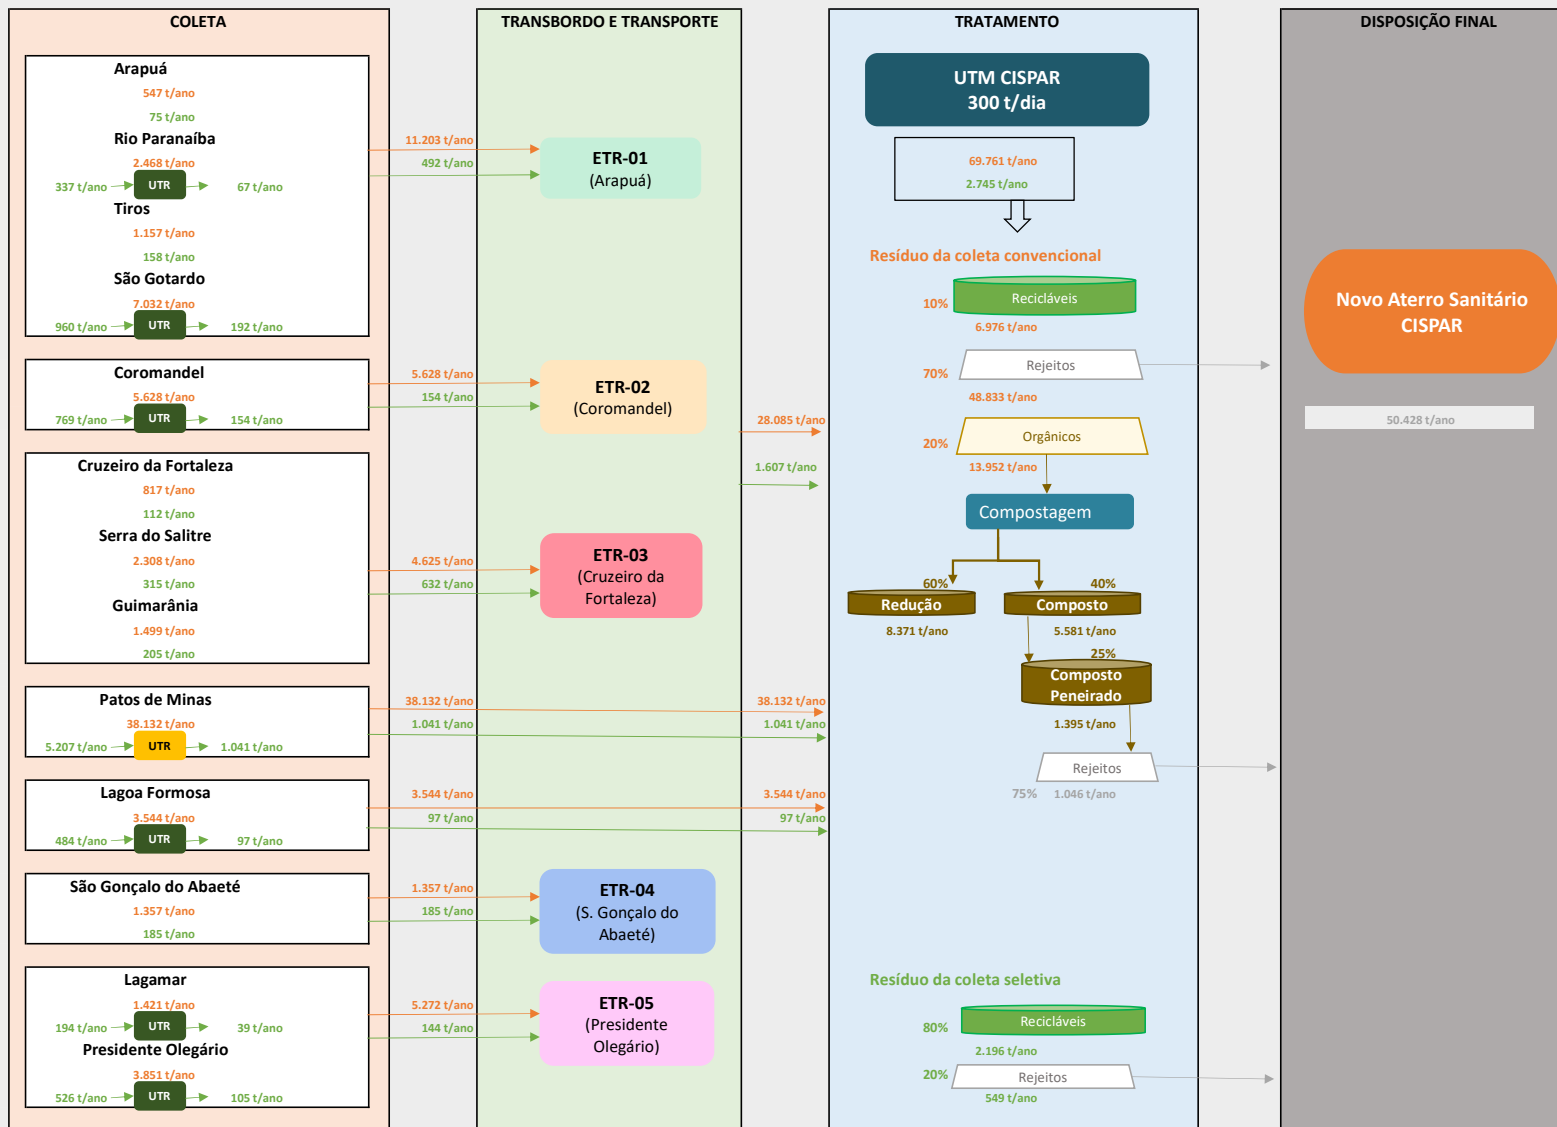 COLETA
Arapuá
547 t/ano
75 t/ano
Rio Paranaíba
2.468 t/ano
337 t/ano
UTR
67 t/ano
Tiros
1.157 t/ano
158 t/ano
São Gotardo
7.032 t/ano
960 t/ano
UTR
192 t/ano
Coromandel
5.628 t/ano
769 t/ano
UTR
154 t/ano
Cruzeiro da Fortaleza
817 t/ano
112 t/ano
Serra do Salitre
2.308 t/ano
315 t/ano
Guimarânia
1.499 t/ano
205 t/ano
Patos de Minas
38.132 t/ano
5.207 t/ano
UTR
1.041 t/ano
Lagoa Formosa
3.544 t/ano
484 t/ano
UTR
97 t/ano
São Gonçalo do Abaeté
1.357 t/ano
185 t/ano
Lagamar
1.421 t/ano
194 t/ano
UTR
39 t/ano
Presidente Olegário
3.851 t/ano
526 t/ano
UTR
105 t/ano
11.203 t/ano
492 t/ano
5.628 t/ano
154 t/ano
4.625 t/ano
632 t/ano
38.132 t/ano
1.041 t/ano
3.544 t/ano
97 t/ano
1.357 t/ano
185 t/ano
5.272 t/ano
144 t/ano
TRANSBORDO E TRANSPORTE
ETR-01
(Arapuá)
ETR-02
(Coromandel)
ETR-03
(Cruzeiro da
Fortaleza)
ETR-04
(S. Gonçalo do
Abaeté)
ETR-05
(Presidente
Olegário)
28.085 t/ano
1.607 t/ano
38.132 t/ano
1.041 t/ano
3.544 t/ano
97 t/ano
TRATAMENTO
UTM CISPAR
300 t/dia
69.761 t/ano
2.745 t/ano
Resíduo da coleta convencional
10%
Recicláveis
6.976 t/ano
70%
Rejeitos
48.833 t/ano
20%
Orgânicos
13.952 t/ano
Compostagem
60%
Redução
8.371 t/ano
40%
Composto
5.581 t/ano
25%
Composto
Peneirado
1.395 t/ano
Rejeitos
75%
1.046 t/ano
Resíduo da coleta seletiva
80%
Recicláveis
2.196 t/ano
20%
Rejeitos
549 t/ano
DISPOSIÇÃO FINAL
Novo Aterro Sanitário
CISPAR
50.428 t/ano